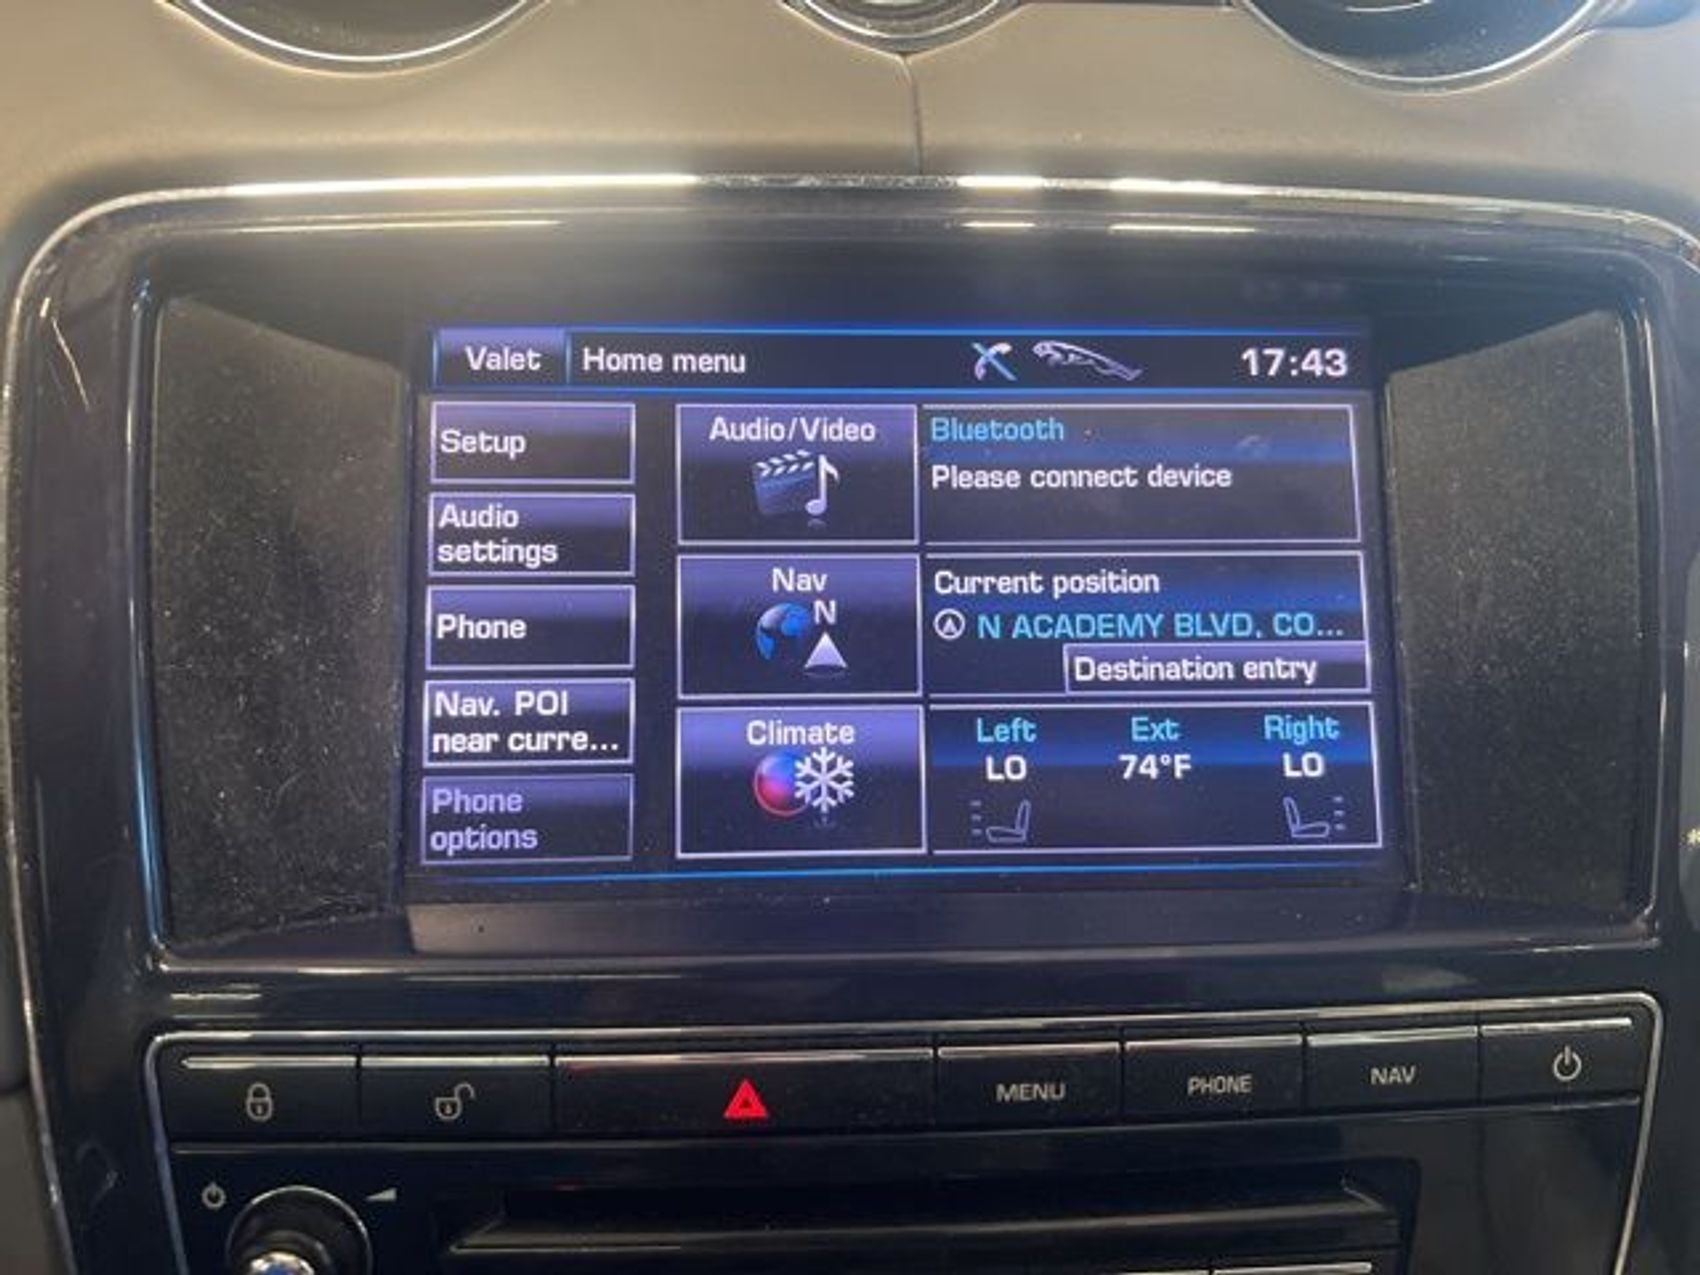 Valet
Home menu
17:43
Setup
Audio
settings
Phone
Nav. POI
near curre...
Phone
options
Audio/Video
Bluetooth
Please connect device
Nav
N
Current position
N ACADEMY BLVD, CO...
Destination entry
Climate
Left Ext Right
LO 74°F LO
MENU
PHONE
NAV